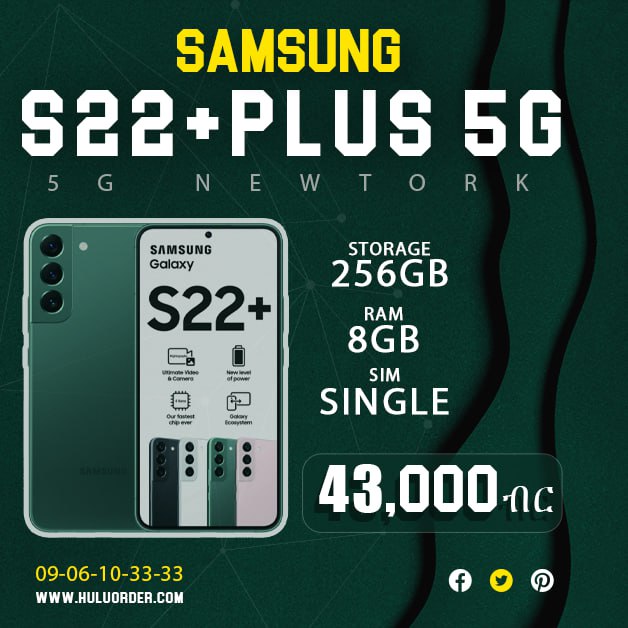 SAMSUNG
S22+PLUS 5G
5G NEWTORK
SAMSUNG
Galaxy
S22+
Ultimate Video
& Camera
New level
of power
Our fastest
chip ever
Galaxy
Ecosystem
SAMSUNG
STORAGE
256GB
RAM
8GB
SIM
SINGLE
43,000 ብር
09-06-10-33-33
WWW.HULUORDER.COM